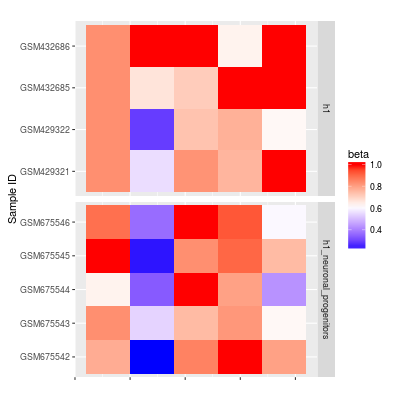 GSM432686
GSM432685
GSM429322
GSM429321
h1
GSM675546
GSM675545
GSM675544
GSM675543
GSM675542
h1_neuronal_progenitors
Sample ID
beta
1.0
0.8
0.6
0.4